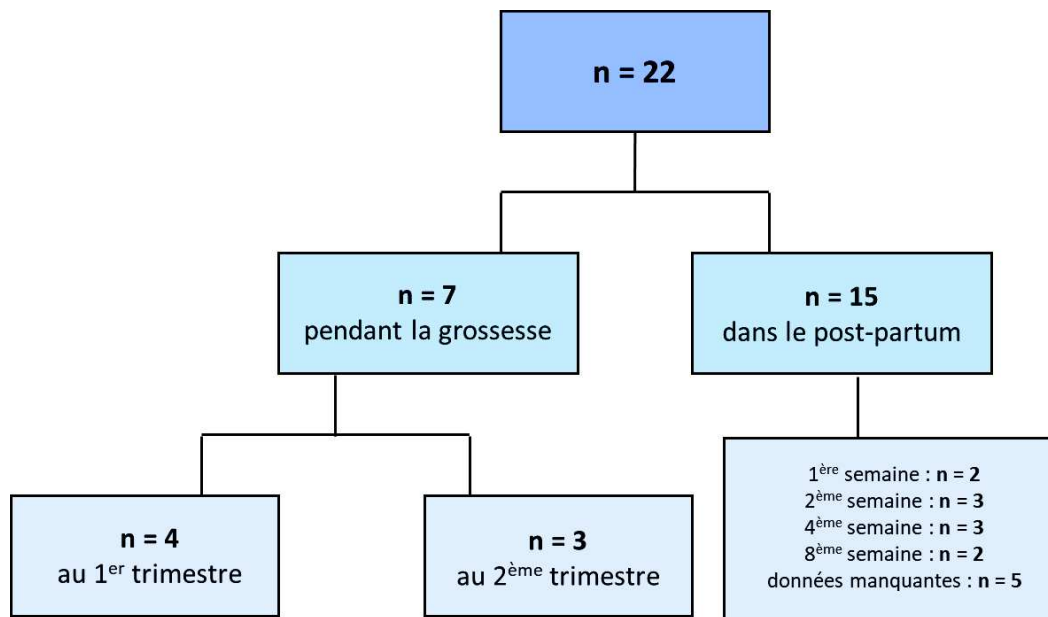 n = 22
n = 7
pendant la grossesse
n = 15
dans le post-partum
n = 4
au 1er trimestre
n = 3
au 2ème trimestre
1ère semaine : n = 2
2ème semaine : n = 3
4ème semaine : n = 3
8ème semaine : n = 2
données manquantes : n = 5